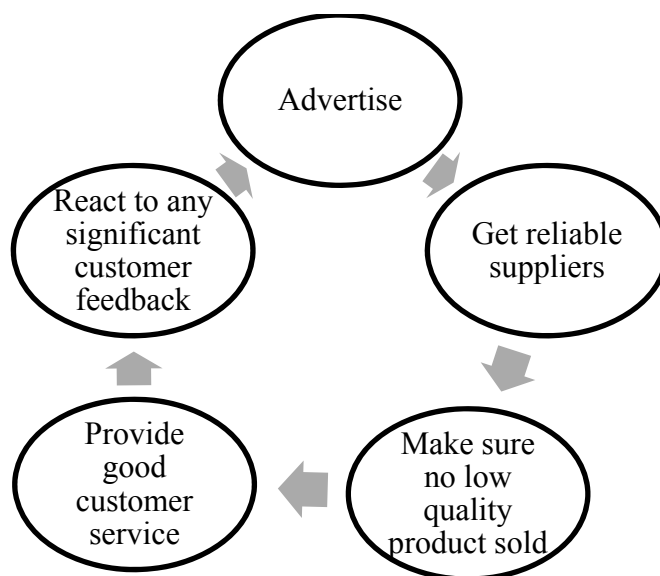 Advertise
Get reliable
suppliers
Make sure
no low
quality
product sold
Provide
good
customer
service
React to any
significant
customer
feedback